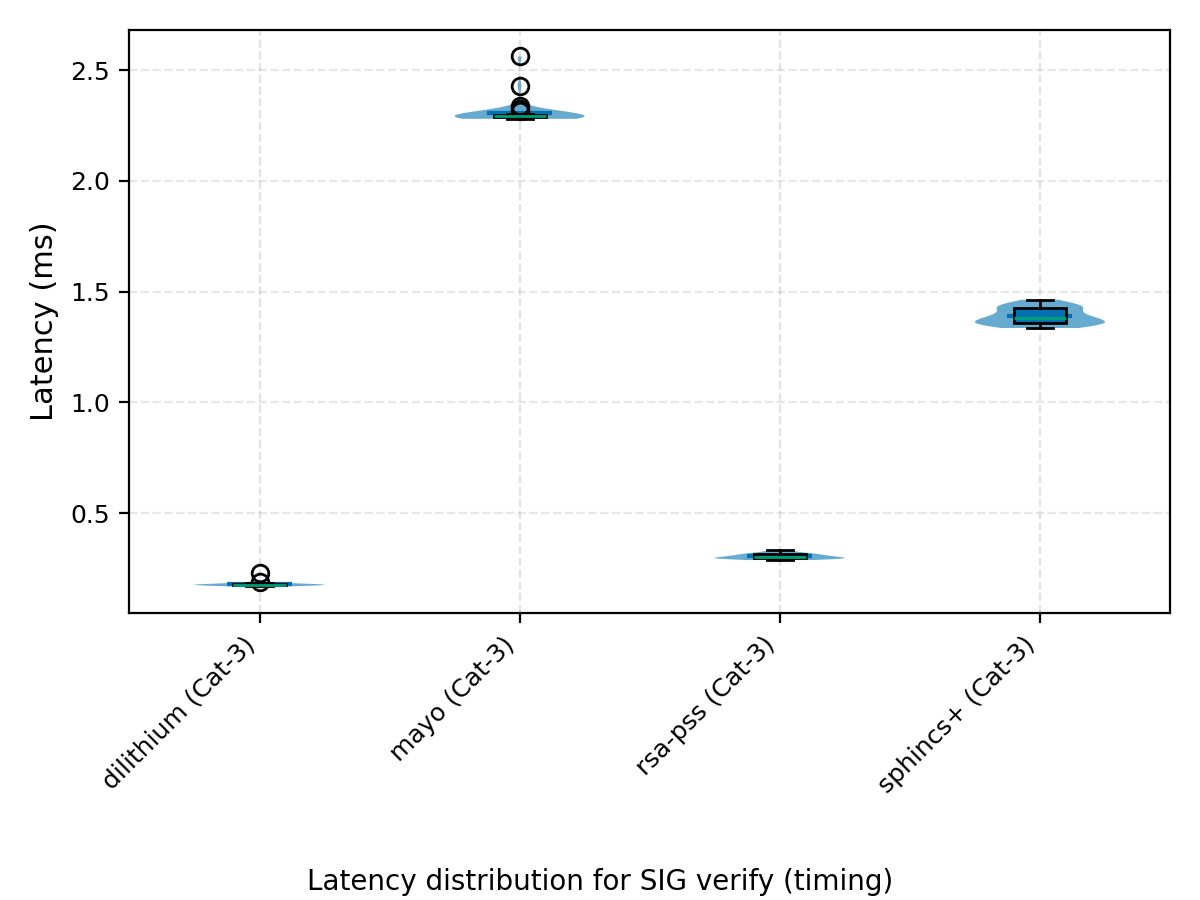 2.5
2.0
1.5
1.0
0.5
Latency (ms)
dilithium (Cat-3)
mayo (Cat-3)
rsa-pss (Cat-3)
sphincs+ (Cat-3)
Latency distribution for SIG verify (timing)